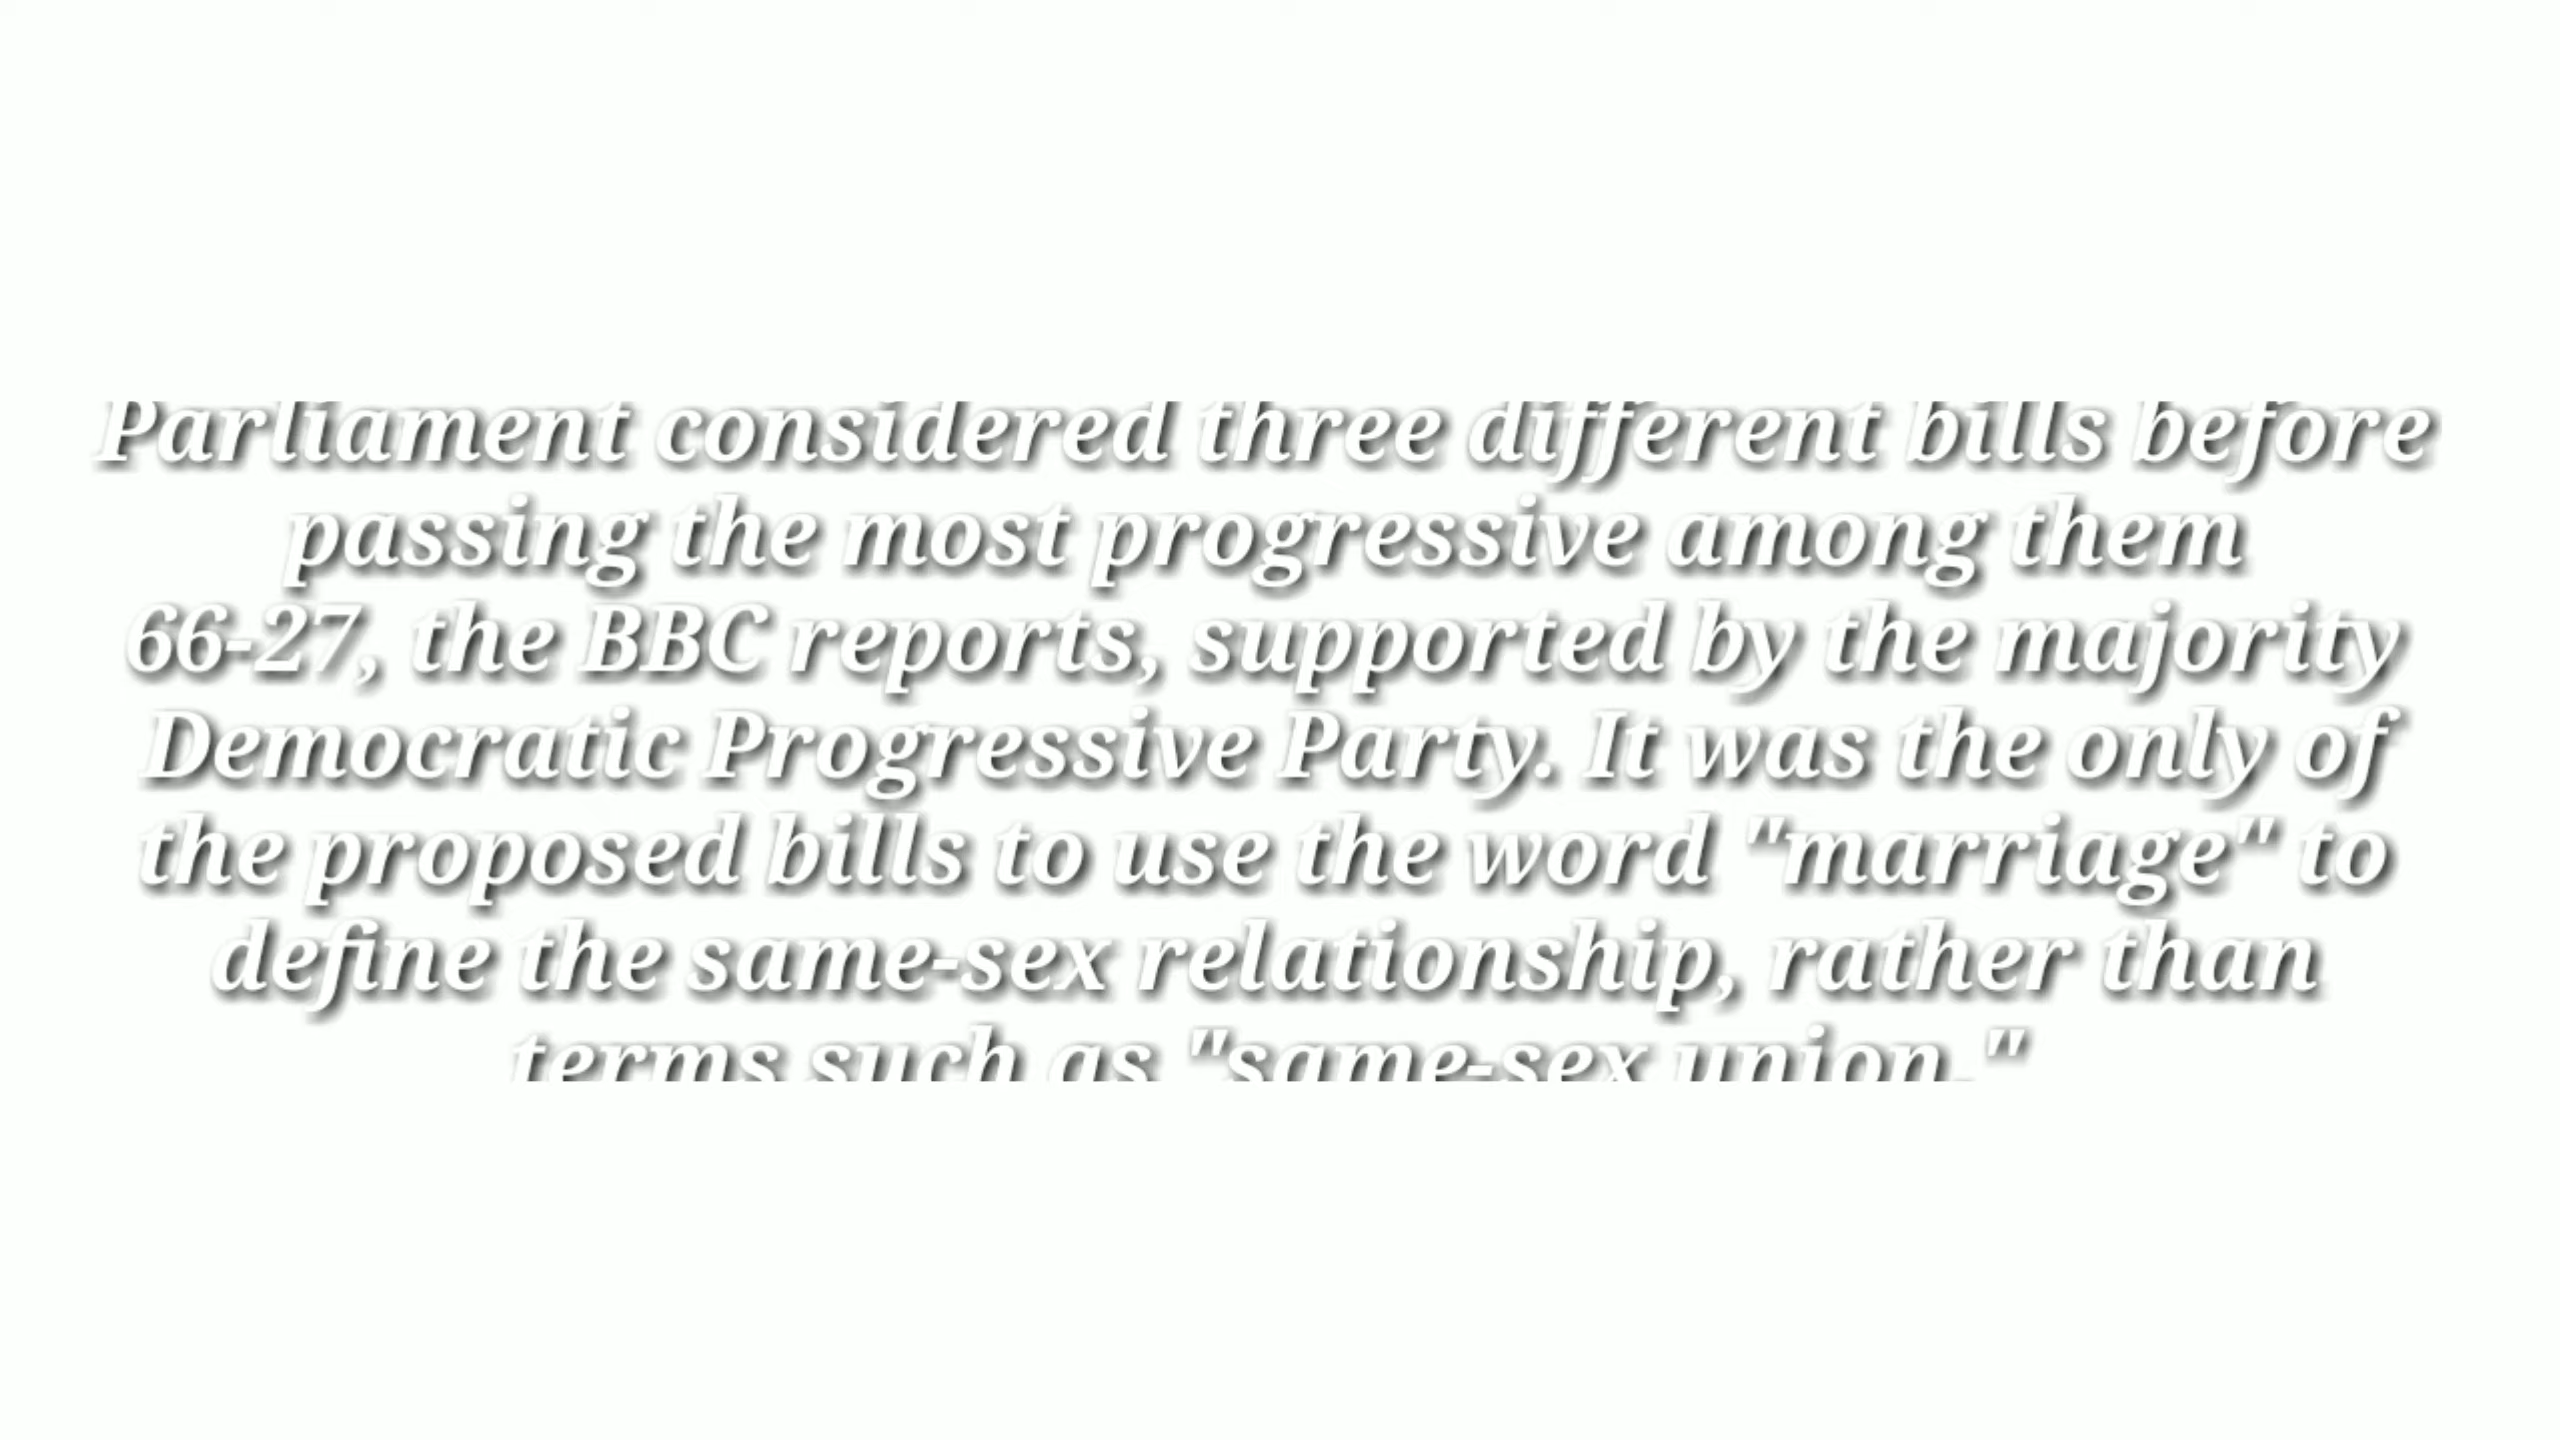 Parliament considered three different bills before
passing the most progressive among them
66-27, the BBC reports, supported by the majority
Democratic Progressive Party. It was the only of
the proposed bills to use the word "marriage" to
define the same-sex relationship, rather than
terms such as "same-sex union."